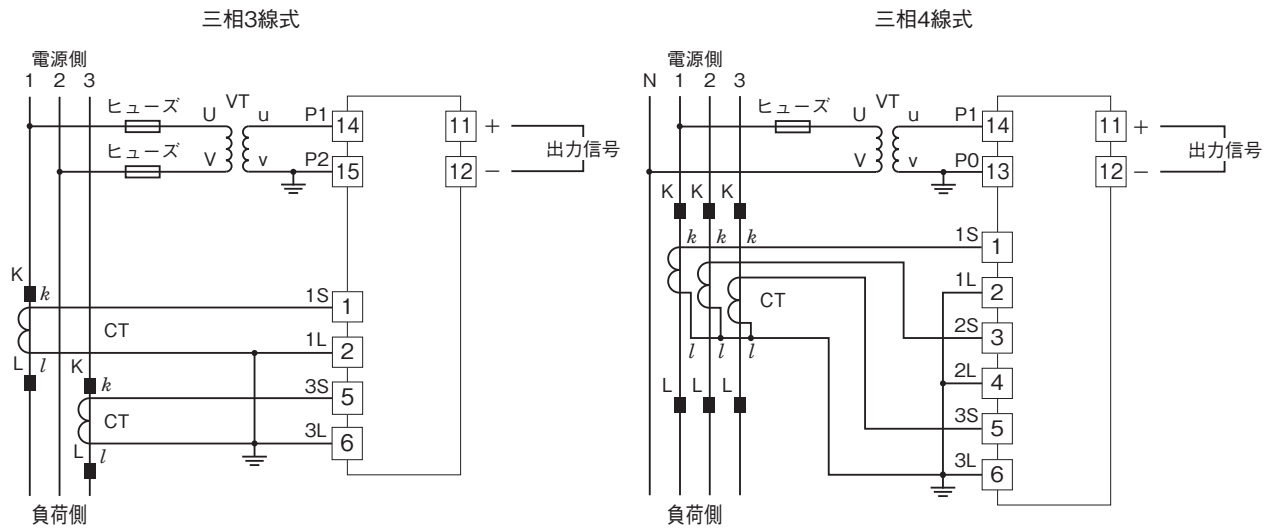 三相3線式
電源側
1 2 3
ヒューズ U VT u P1 14 11 +
ヒューズ V v P2 15 12 −
出力信号
K k 1S 1
CT
1L 2
L l K k 3S 5
CT
L l 3L 6
負荷側
三相4線式
電源側
N 1 2 3
ヒューズ U VT u P1 14 11 +
V v P0 13 12 −
出力信号
K K K
k k k 1S 1
1L 2
CT
2S 3
l l l
2L 4
L L L
3S 5
3L 6
負荷側